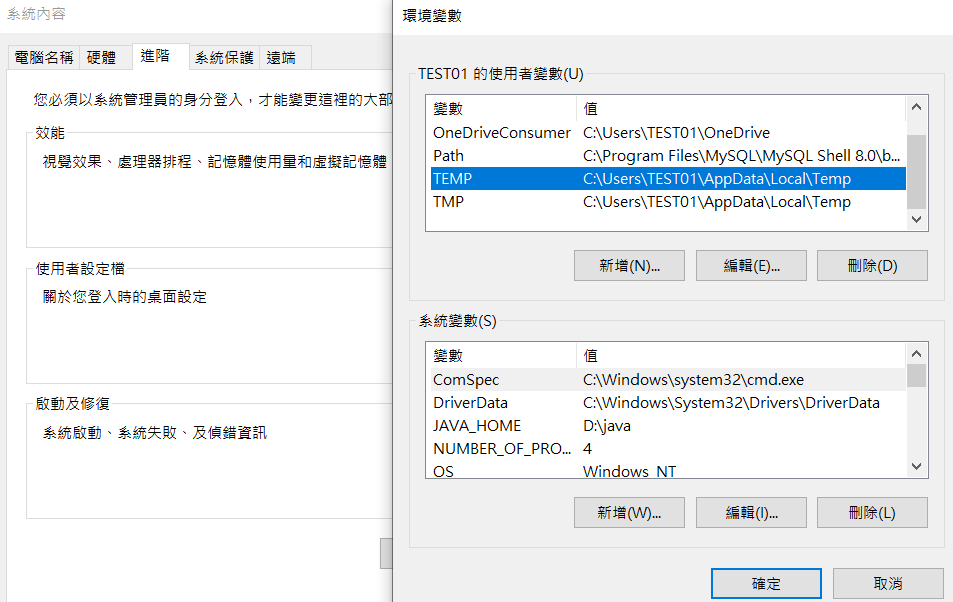 系統內容
電腦名稱 硬體 進階 系統保護 遠端
您必須以系統管理員的身分登入，才能變更這裡的大部
效能
視覺效果、處理器排程、記憶體使用量和虛擬記憶體
使用者設定檔
關於您登入時的桌面設定
啟動及修復
系統啟動、系統失敗、及偵錯資訊
環境變數
TEST01 的使用者變數(U)
變數 值
OneDriveConsumer C:\Users\TEST01\OneDrive
Path C:\Program Files\MySQL\MySQL Shell 8.0\b...
TEMP C:\Users\TEST01\AppData\Local\Temp
TMP C:\Users\TEST01\AppData\Local\Temp
新增(N)... 編輯(E)... 刪除(D)
系統變數(S)
變數 值
ComSpec C:\Windows\system32\cmd.exe
DriverData C:\Windows\System32\Drivers\DriverData
JAVA_HOME D:\java
NUMBER_OF_PRO... 4
OS Windows_NT
新增(W)... 編輯(I)... 刪除(L)
確定 取消